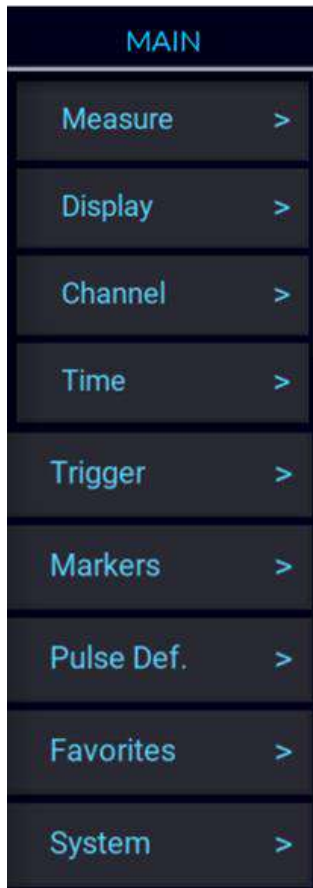 MAIN
Measure >
Display >
Channel >
Time >
Trigger >
Markers >
Pulse Def. >
Favorites >
System >